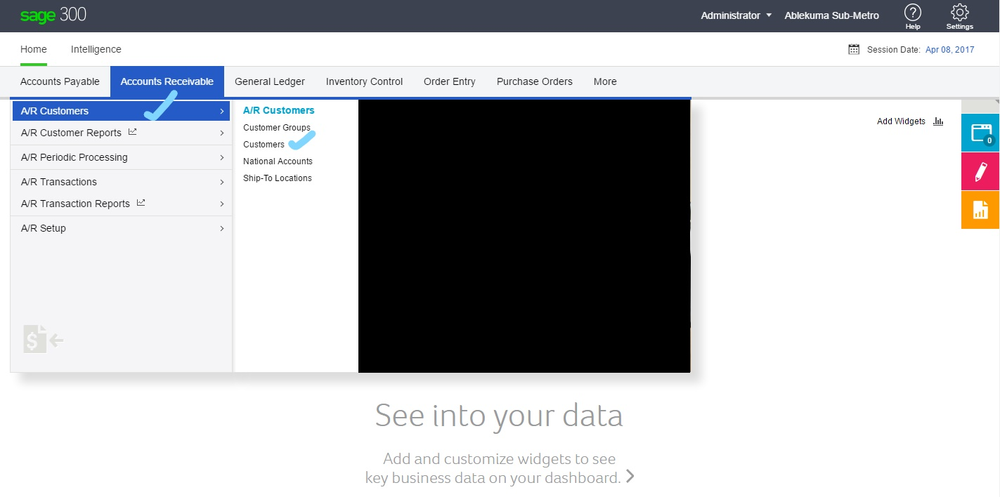 sage 300
Administrator
Ablekuma Sub-Metro
Help
Settings
Home
Intelligence
Session Date: Apr 08, 2017
Accounts Payable
Accounts Receivable
General Ledger
Inventory Control
Order Entry
Purchase Orders
More
A/R Customers
A/R Customer Reports
A/R Periodic Processing
A/R Transactions
A/R Transaction Reports
A/R Setup
$
A/R Customers
Customer Groups
Customers
National Accounts
Ship-To Locations
Add Widgets
0
See into your data
Add and customize widgets to see
key business data on your dashboard.